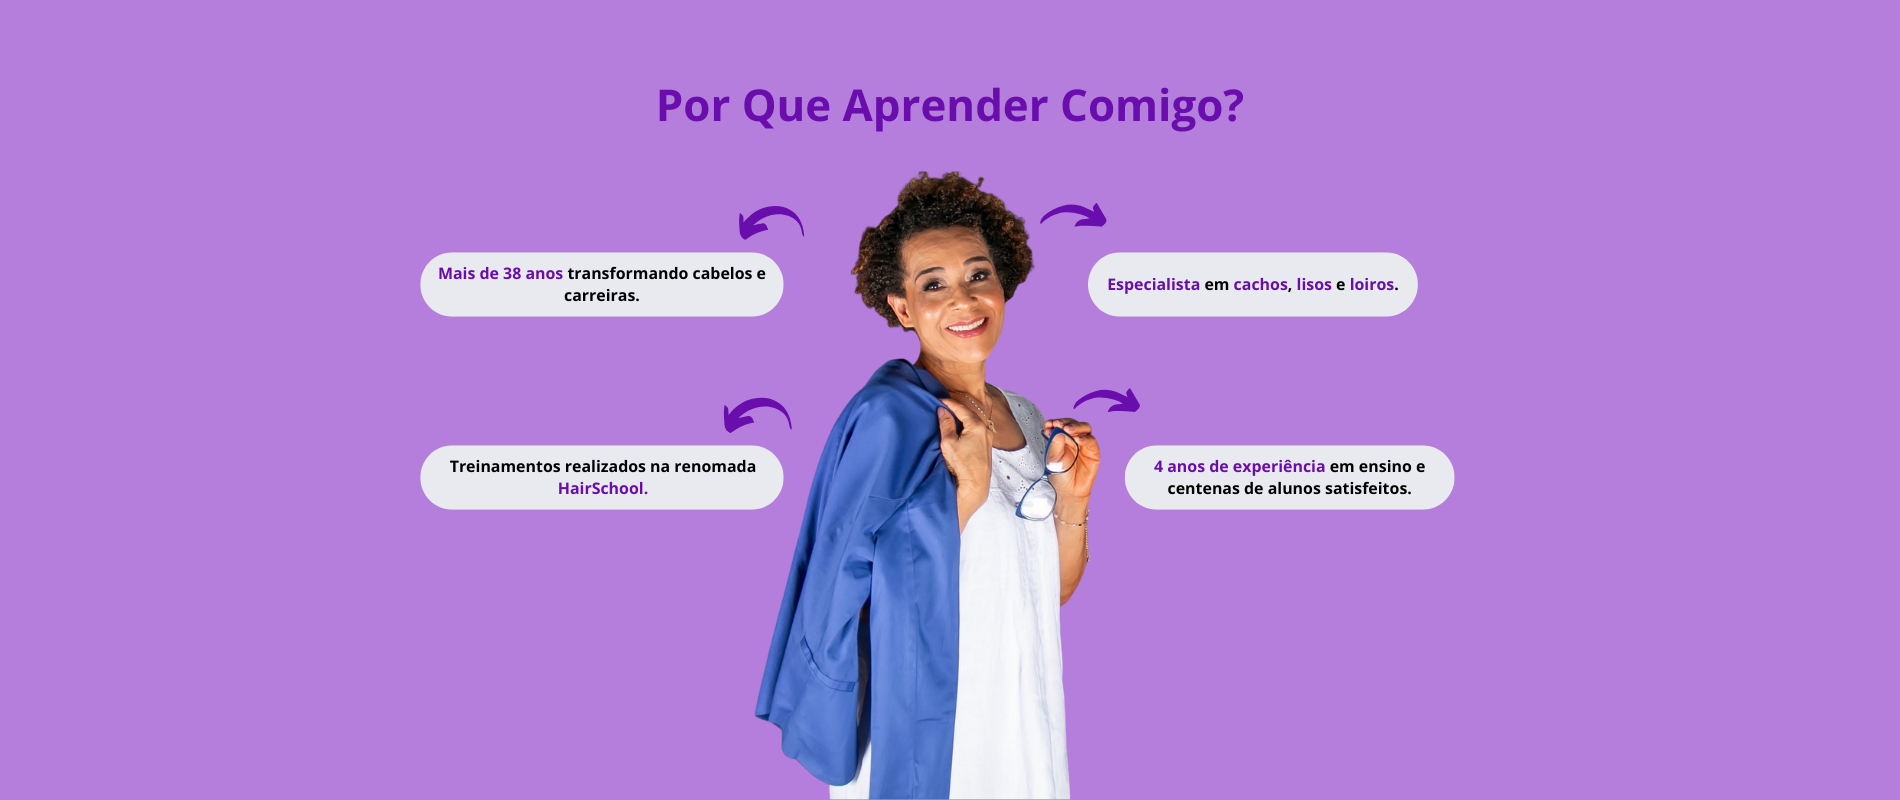 Por Que Aprender Comigo?
Mais de 38 anos transformando cabelos e
carreiras.
Especialista em cachos, lisos e loiros.
Treinamentos realizados na renomada
HairSchool.
4 anos de experiência em ensino e
centenas de alunos satisfeitos.